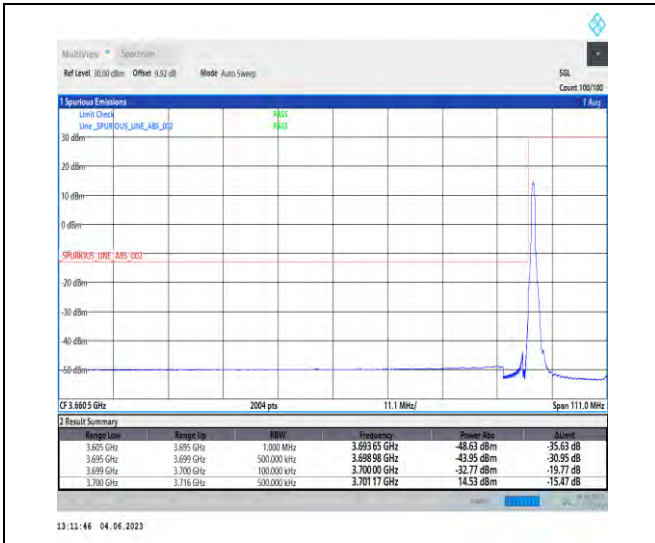 MultiView Spectrum
Ref Level 30.00 dBm Offset 9.92 dB Mode Auto Sweep SGL
Count 100/100
1 Spurious Emissions 1 Avg
Limit Check PASS
Line _SPURIOUS_LINE_ABS_002 PASS
30 dBm
20 dBm
10 dBm
0 dBm
_SPURIOUS_LINE_ABS_002
-20 dBm
-30 dBm
-40 dBm
-50 dBm
CF 3.6605 GHz 2004 pts 11.1 MHz/ Span 111.0 MHz
2 Result Summary
Range Low Range Up RBW Frequency Power Abs ΔLimit
3.605 GHz 3.695 GHz 1.000 MHz 3.693 65 GHz -48.63 dBm -35.63 dB
3.695 GHz 3.699 GHz 500.000 kHz 3.698 98 GHz -43.95 dBm -30.95 dB
3.699 GHz 3.700 GHz 100.000 kHz 3.700 00 GHz -32.77 dBm -19.77 dB
3.700 GHz 3.716 GHz 500.000 kHz 3.701 17 GHz 14.53 dBm -15.47 dB
13:11:46 04.06.2023